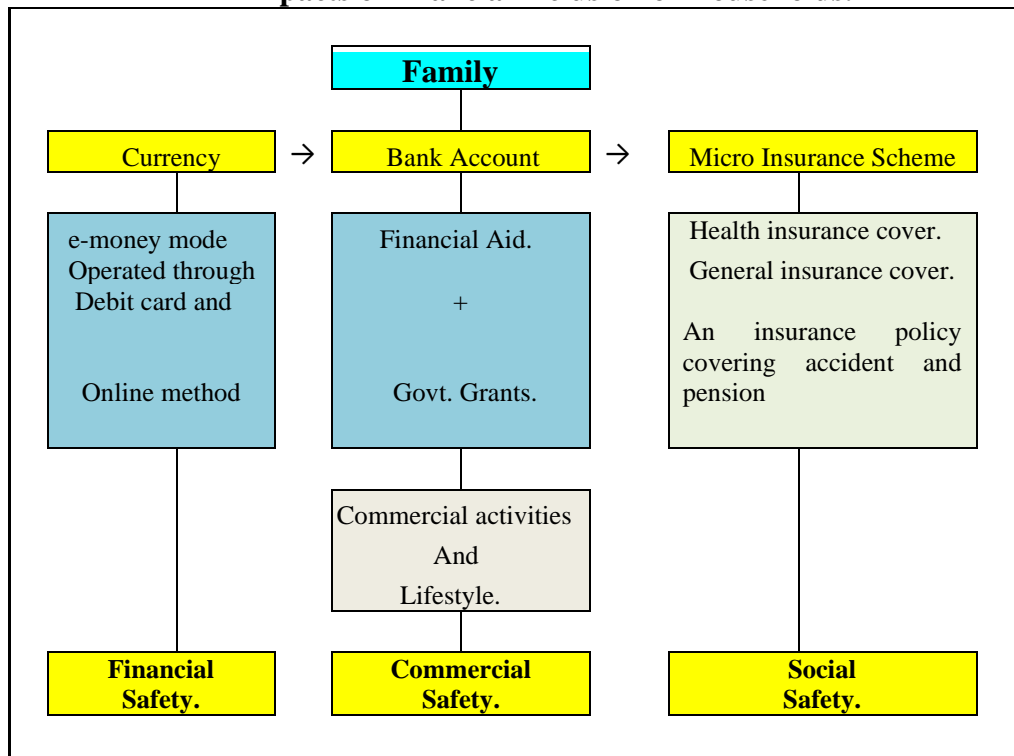 Family
Currency → Bank Account → Micro Insurance Scheme
e-money mode
Operated through
Debit card and
Online method
Financial Aid.
+
Govt. Grants.
Health insurance cover.
General insurance cover.
An insurance policy
covering accident and
pension
Commercial activities
And
Lifestyle.
Financial
Safety.
Commercial
Safety.
Social
Safety.